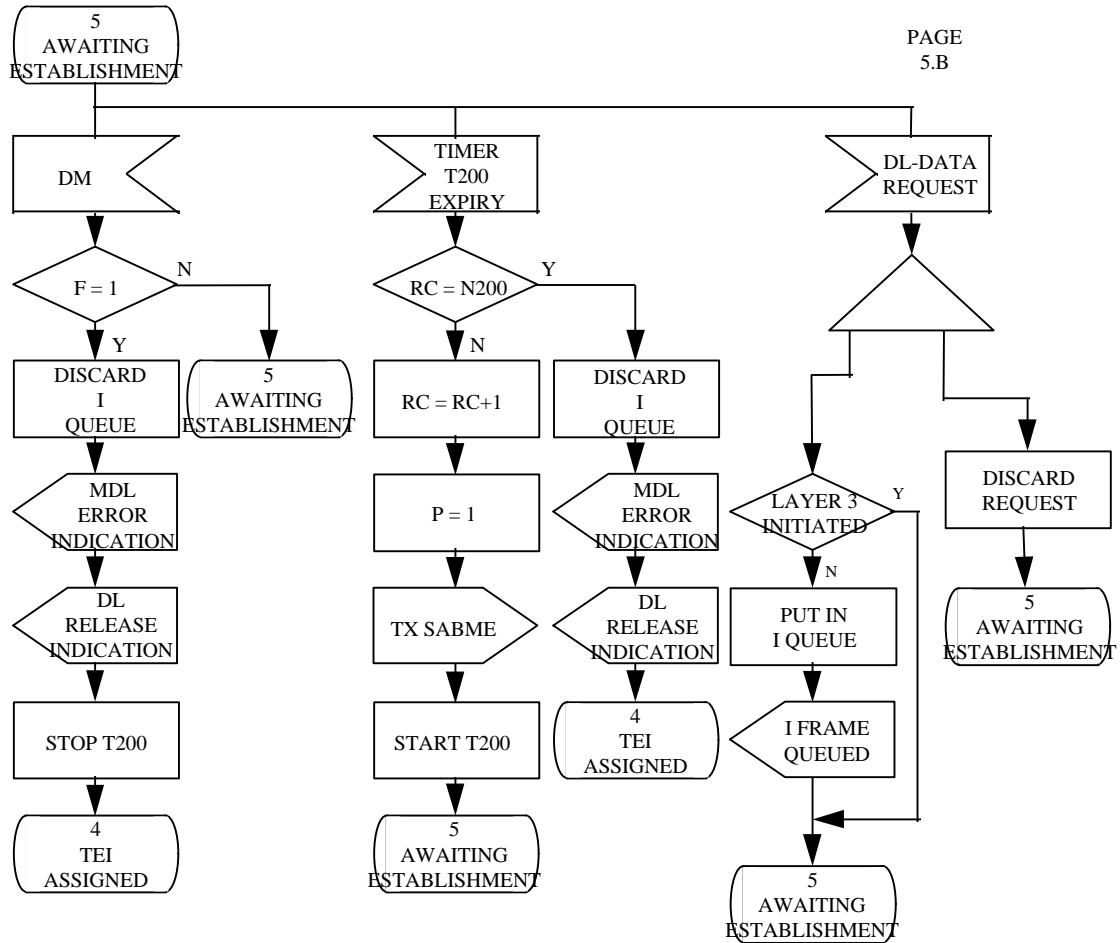 5
AWAITING
ESTABLISHMENT
PAGE
5.B
DM
TIMER
T200
EXPIRY
DL-DATA
REQUEST
F = 1
N
Y
RC = N200
Y
N
DISCARD
I
QUEUE
5
AWAITING
ESTABLISHMENT
RC = RC+1
DISCARD
I
QUEUE
MDL
ERROR
INDICATION
P = 1
MDL
ERROR
INDICATION
LAYER 3
INITIATED
Y
N
DISCARD
REQUEST
DL
RELEASE
INDICATION
TX SABME
DL
RELEASE
INDICATION
PUT IN
I QUEUE
5
AWAITING
ESTABLISHMENT
STOP T200
START T200
4
TEI
ASSIGNED
I FRAME
QUEUED
4
TEI
ASSIGNED
5
AWAITING
ESTABLISHMENT
5
AWAITING
ESTABLISHMENT